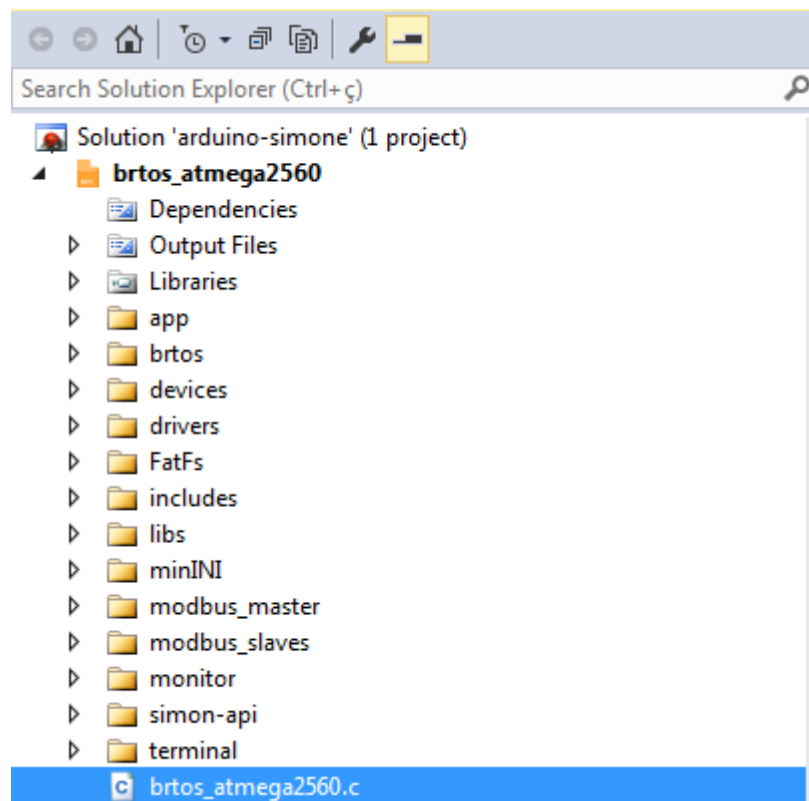 Search Solution Explorer (Ctrl+ç)
Solution 'arduino-simone' (1 project)
brtos_atmega2560
Dependencies
Output Files
Libraries
app
brtos
devices
drivers
FatFs
includes
libs
minINI
modbus_master
modbus_slaves
monitor
simon-api
terminal
brtos_atmega2560.c